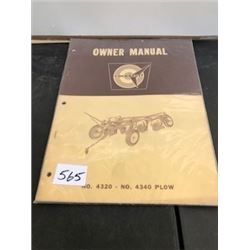 OWNER MANUAL
565
NO. 4320 - NO. 4340 PLOW